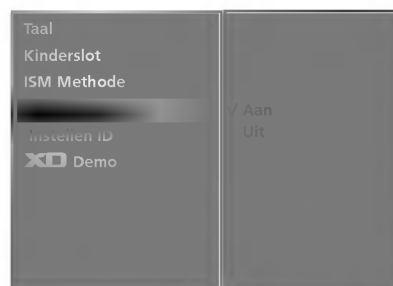 Taal
Kinderslot
ISM Methode
√ Aan
Instellen ID
Uit
XD Demo